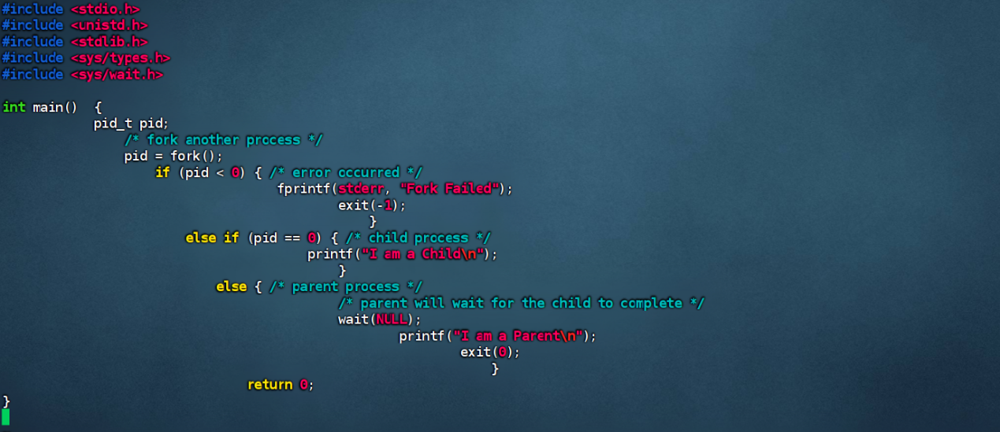 #include <stdio.h>
#include <unistd.h>
#include <stdlib.h>
#include <sys/types.h>
#include <sys/wait.h>
int main()  {
pid_t pid;
/* fork another process */
pid = fork();
if (pid < 0) { /* error occurred */
fprintf(stderr, "Fork Failed");
exit(-1);
}
else if (pid == 0) { /* child process */
printf("I am a Child\n");
}
else { /* parent process */
/* parent will wait for the child to complete */
wait(NULL);
printf("I am a Parent\n");
exit(0);
}
return 0;
}